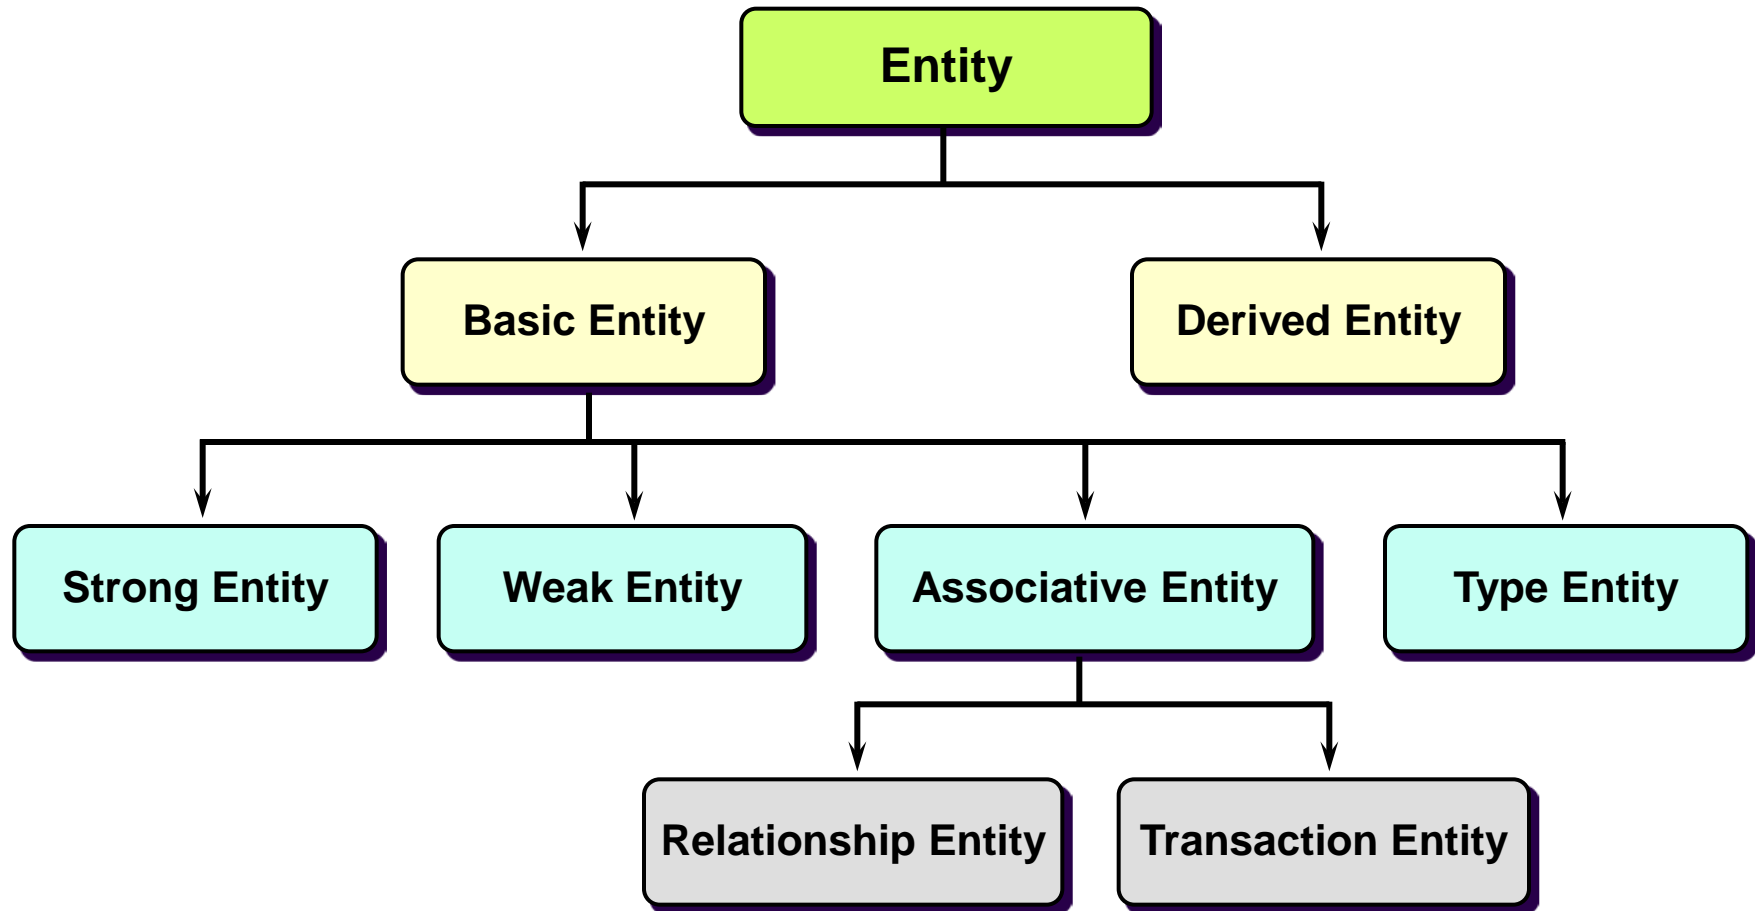 Entity
Basic Entity
Derived Entity
Strong Entity
Weak Entity
Associative Entity
Type Entity
Relationship Entity
Transaction Entity